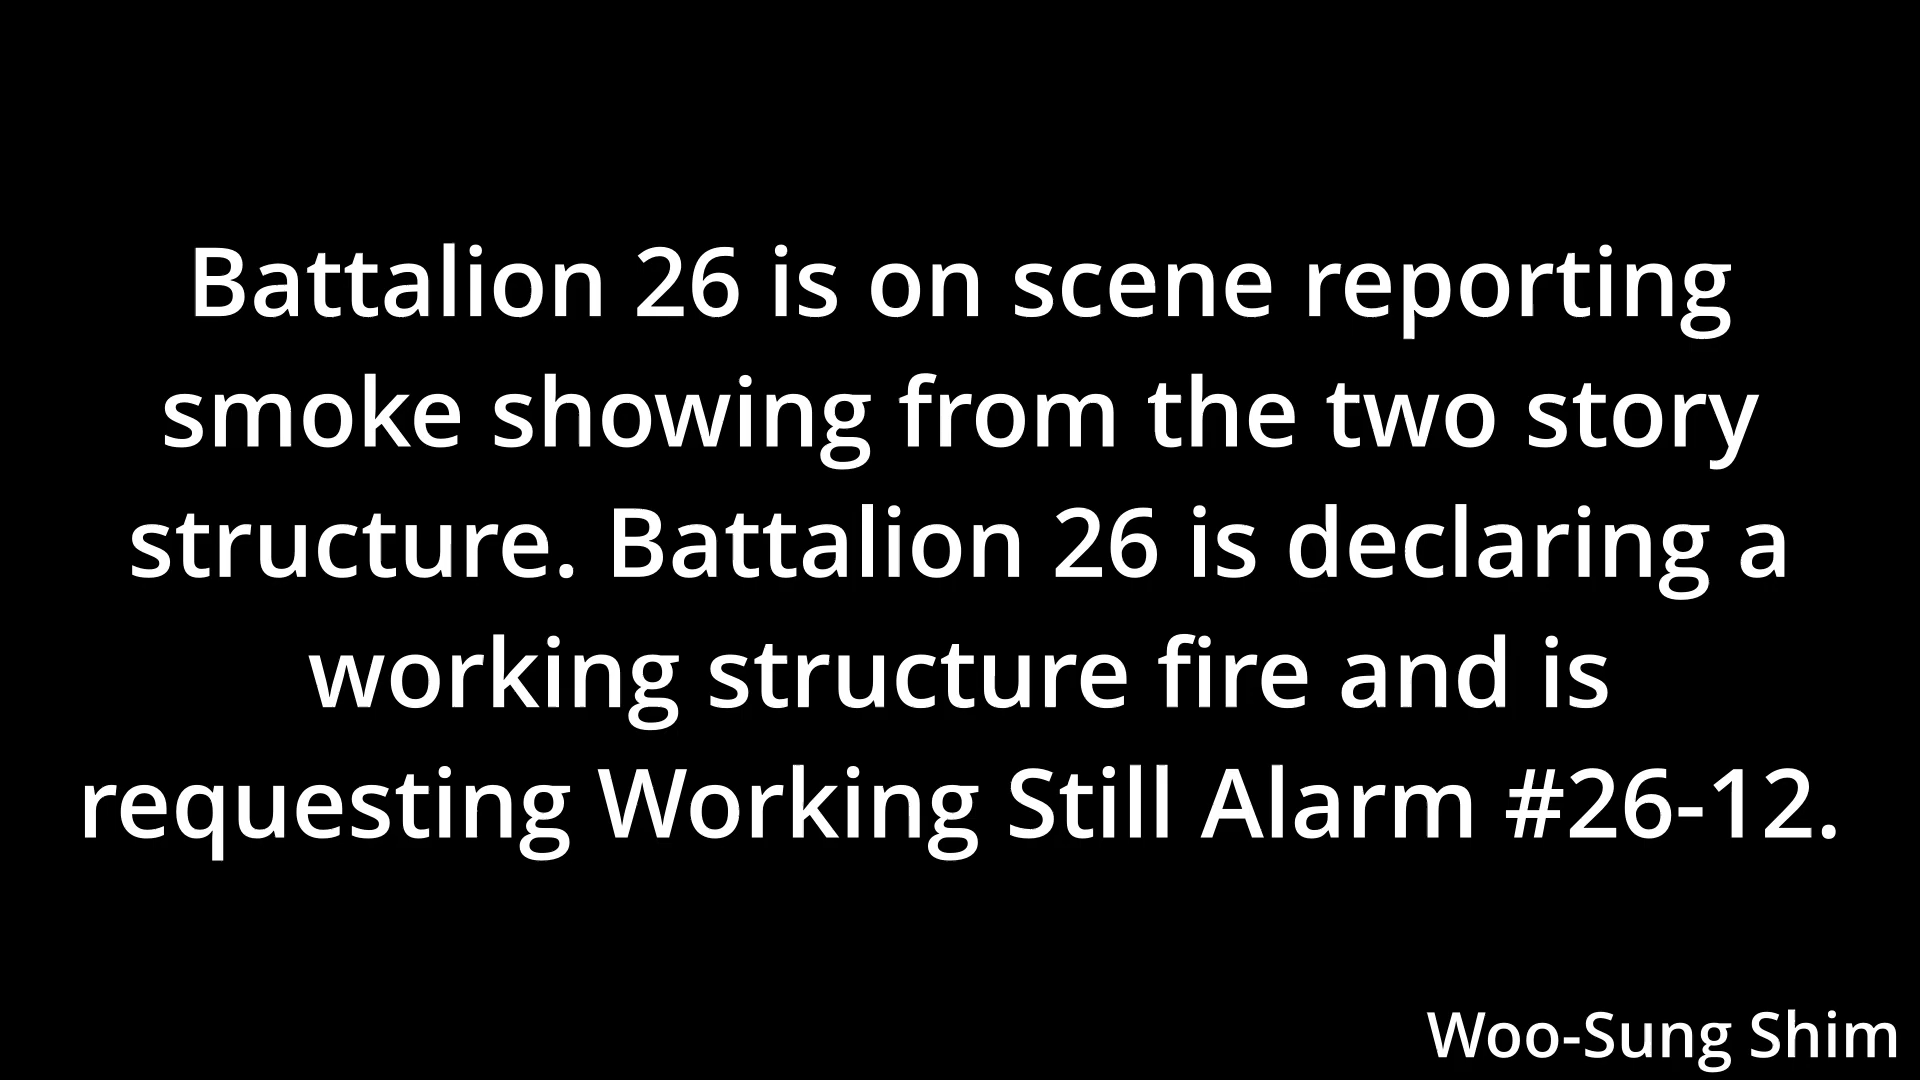 Battalion 26 is on scene reporting
smoke showing from the two story
structure. Battalion 26 is declaring a
working structure fire and is
requesting Working Still Alarm #26-12.
Woo-Sung Shim